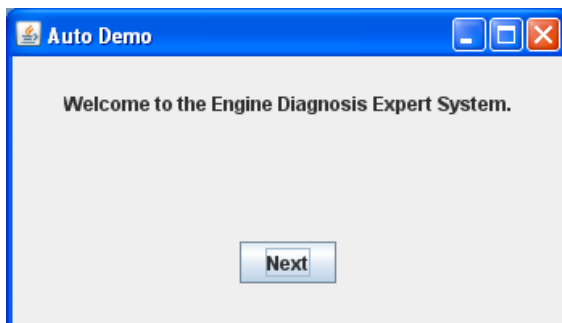 Auto Demo
Welcome to the Engine Diagnosis Expert System.
Next